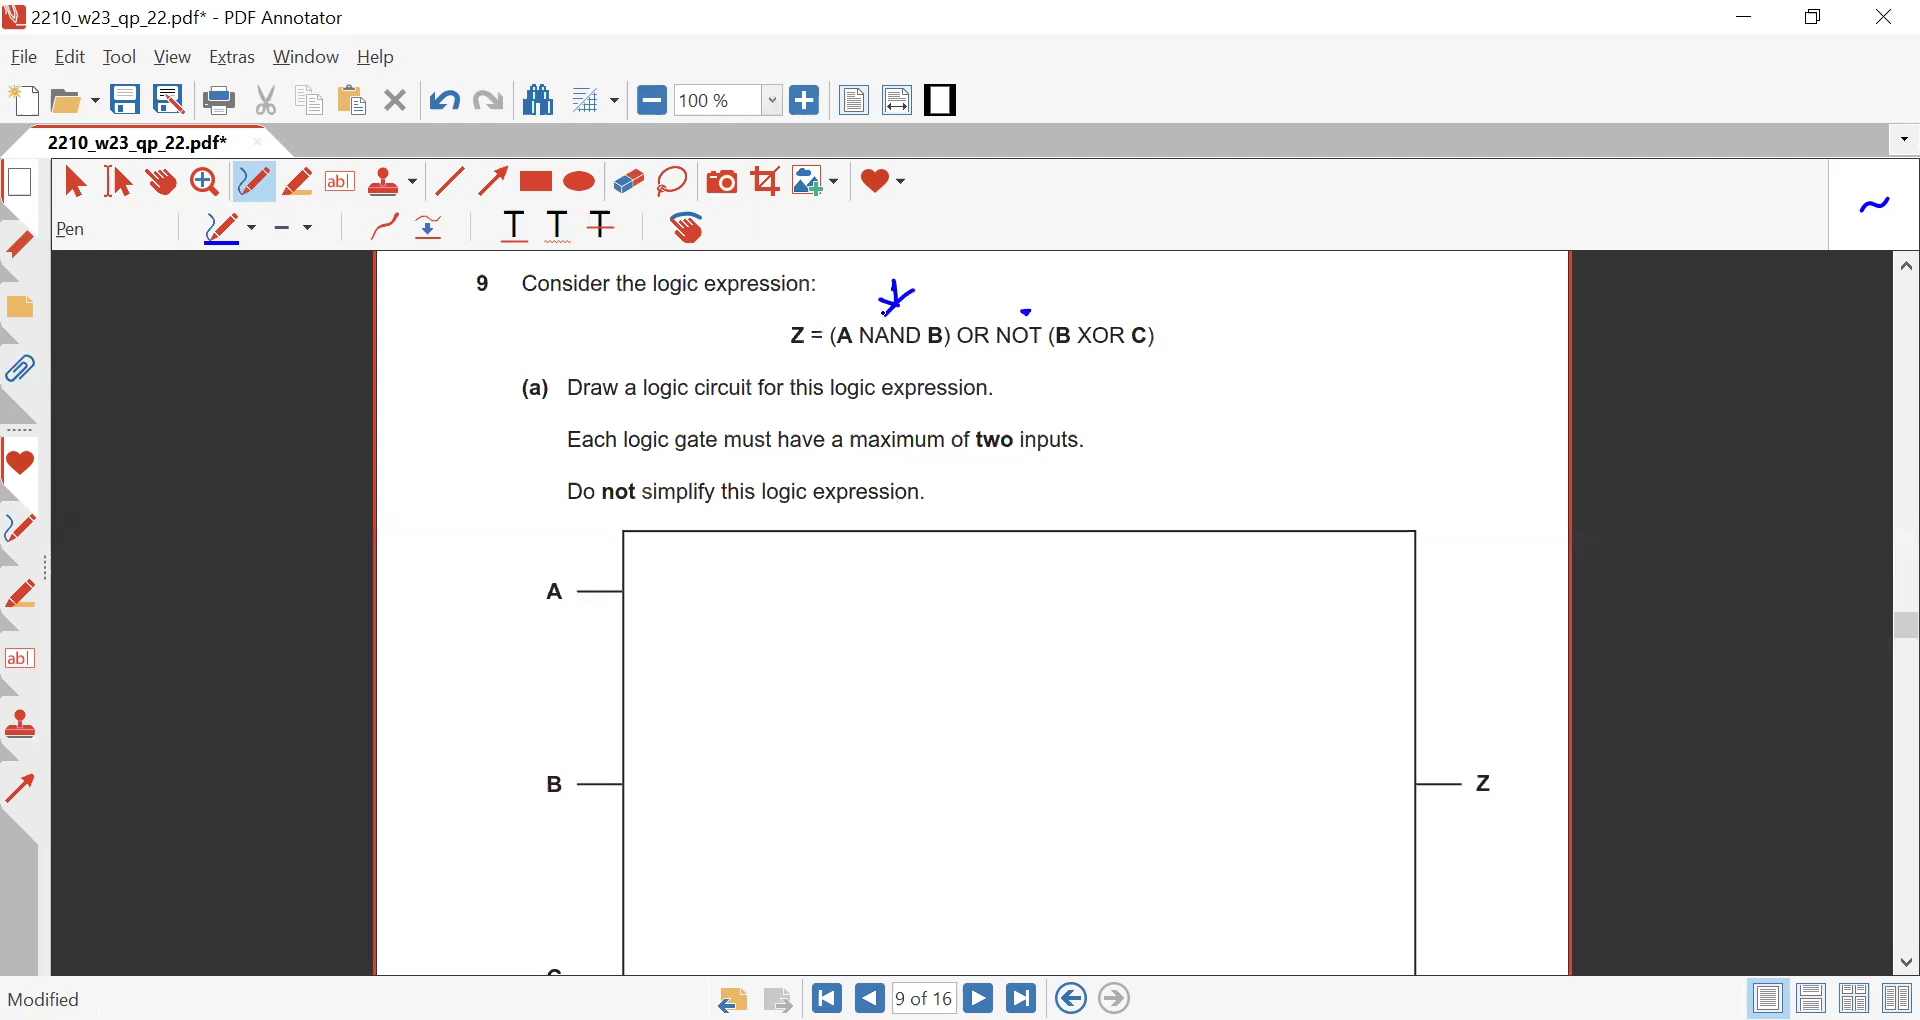 2210_w23_qp_22.pdf* - PDF Annotator
File Edit Tool View Extras Window Help
100 %
2210_w23_qp_22.pdf*
ab
Pen
T T T
9 Consider the logic expression:
Z = (A NAND B) OR NOT (B XOR C)
(a) Draw a logic circuit for this logic expression.
Each logic gate must have a maximum of two inputs.
Do not simplify this logic expression.
A
ab
B Z
Modified 9 of 16